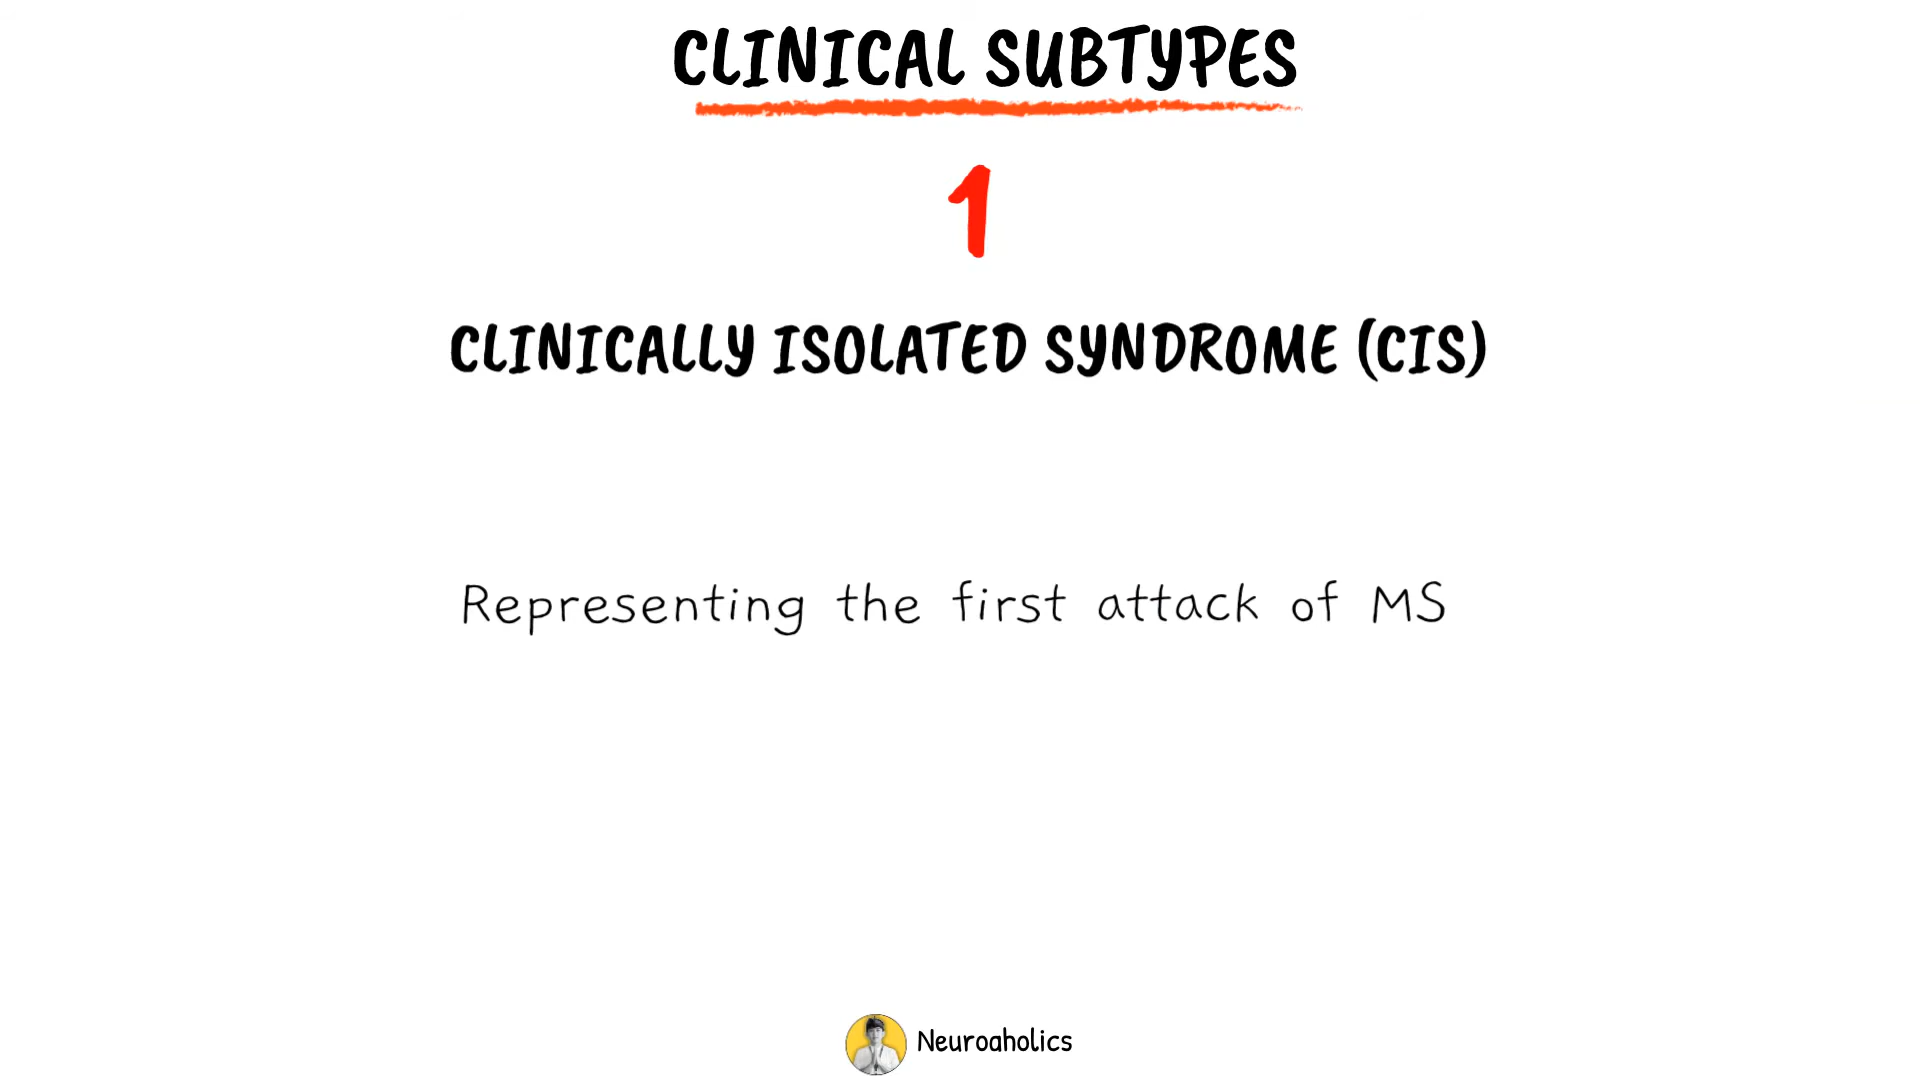 CLINICAL SUBTYPES
1
CLINICALLY ISOLATED SYNDROME (CIS)
Representing the first attack of MS
Neuroaholics